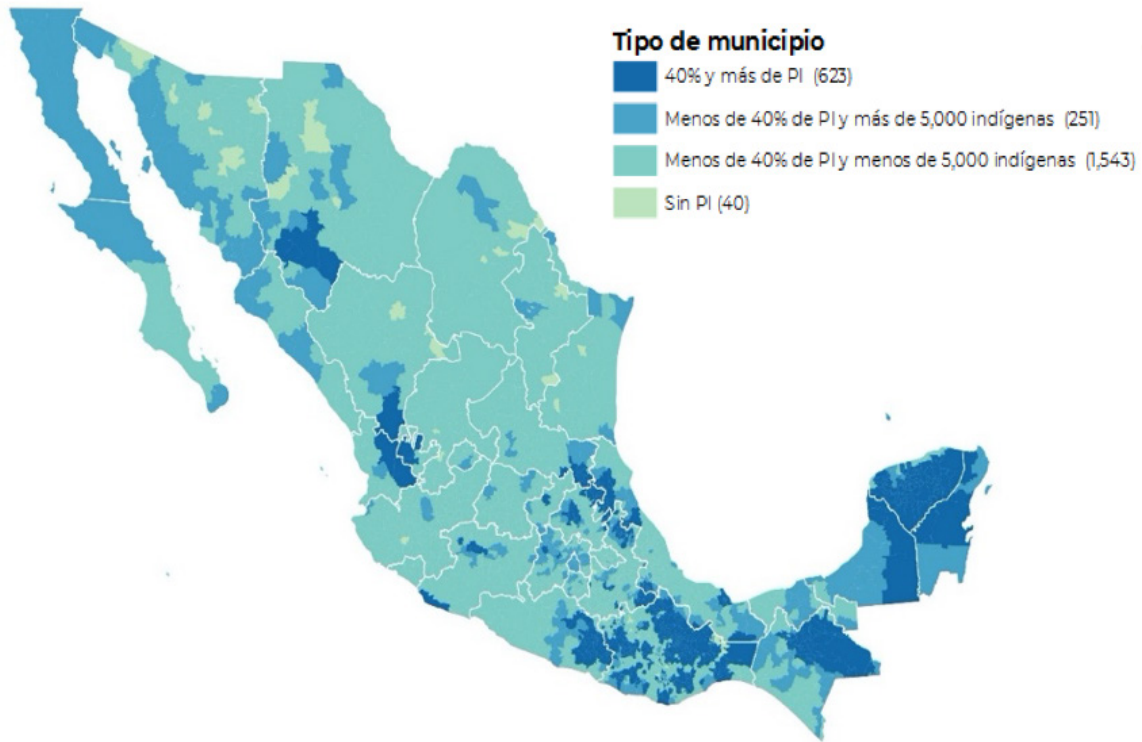 Tipo de municipio
40% y más de PI (623)
Menos de 40% de PI y más de 5,000 indígenas (251)
Menos de 40% de PI y menos de 5,000 indígenas (1,543)
Sin PI (40)